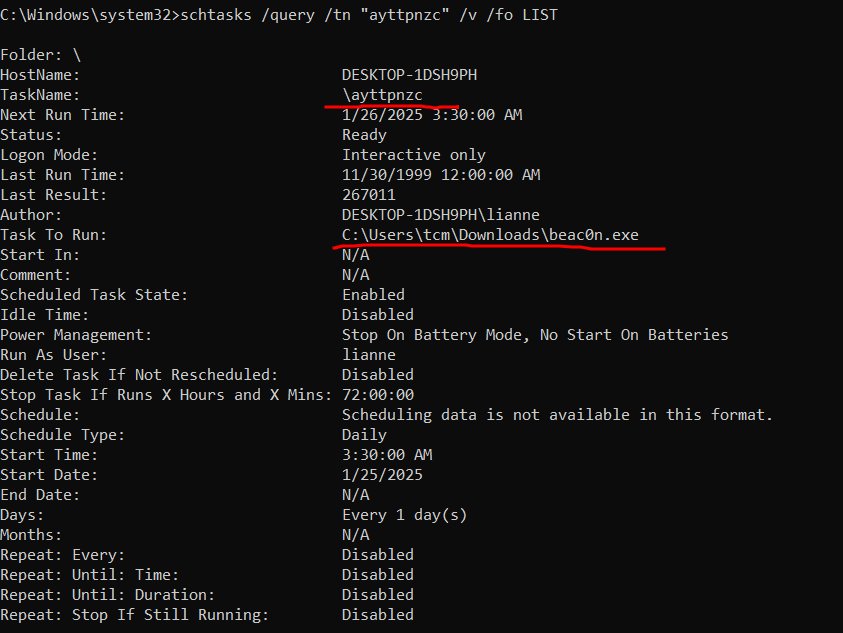 C:\Windows\system32>schtasks /query /tn "ayttpnzc" /v /fo LIST
Folder: \
HostName: DESKTOP-1DSH9PH
TaskName: \ayttpnzc
Next Run Time: 1/26/2025 3:30:00 AM
Status: Ready
Logon Mode: Interactive only
Last Run Time: 11/30/1999 12:00:00 AM
Last Result: 267011
Author: DESKTOP-1DSH9PH\lianne
Task To Run: C:\Users\tcm\Downloads\beac0n.exe
Start In: N/A
Comment: N/A
Scheduled Task State: Enabled
Idle Time: Disabled
Power Management: Stop On Battery Mode, No Start On Batteries
Run As User: lianne
Delete Task If Not Rescheduled: Disabled
Stop Task If Runs X Hours and X Mins: 72:00:00
Schedule: Scheduling data is not available in this format.
Schedule Type: Daily
Start Time: 3:30:00 AM
Start Date: 1/25/2025
End Date: N/A
Days: Every 1 day(s)
Months: N/A
Repeat: Every: Disabled
Repeat: Until: Time: Disabled
Repeat: Until: Duration: Disabled
Repeat: Stop If Still Running: Disabled